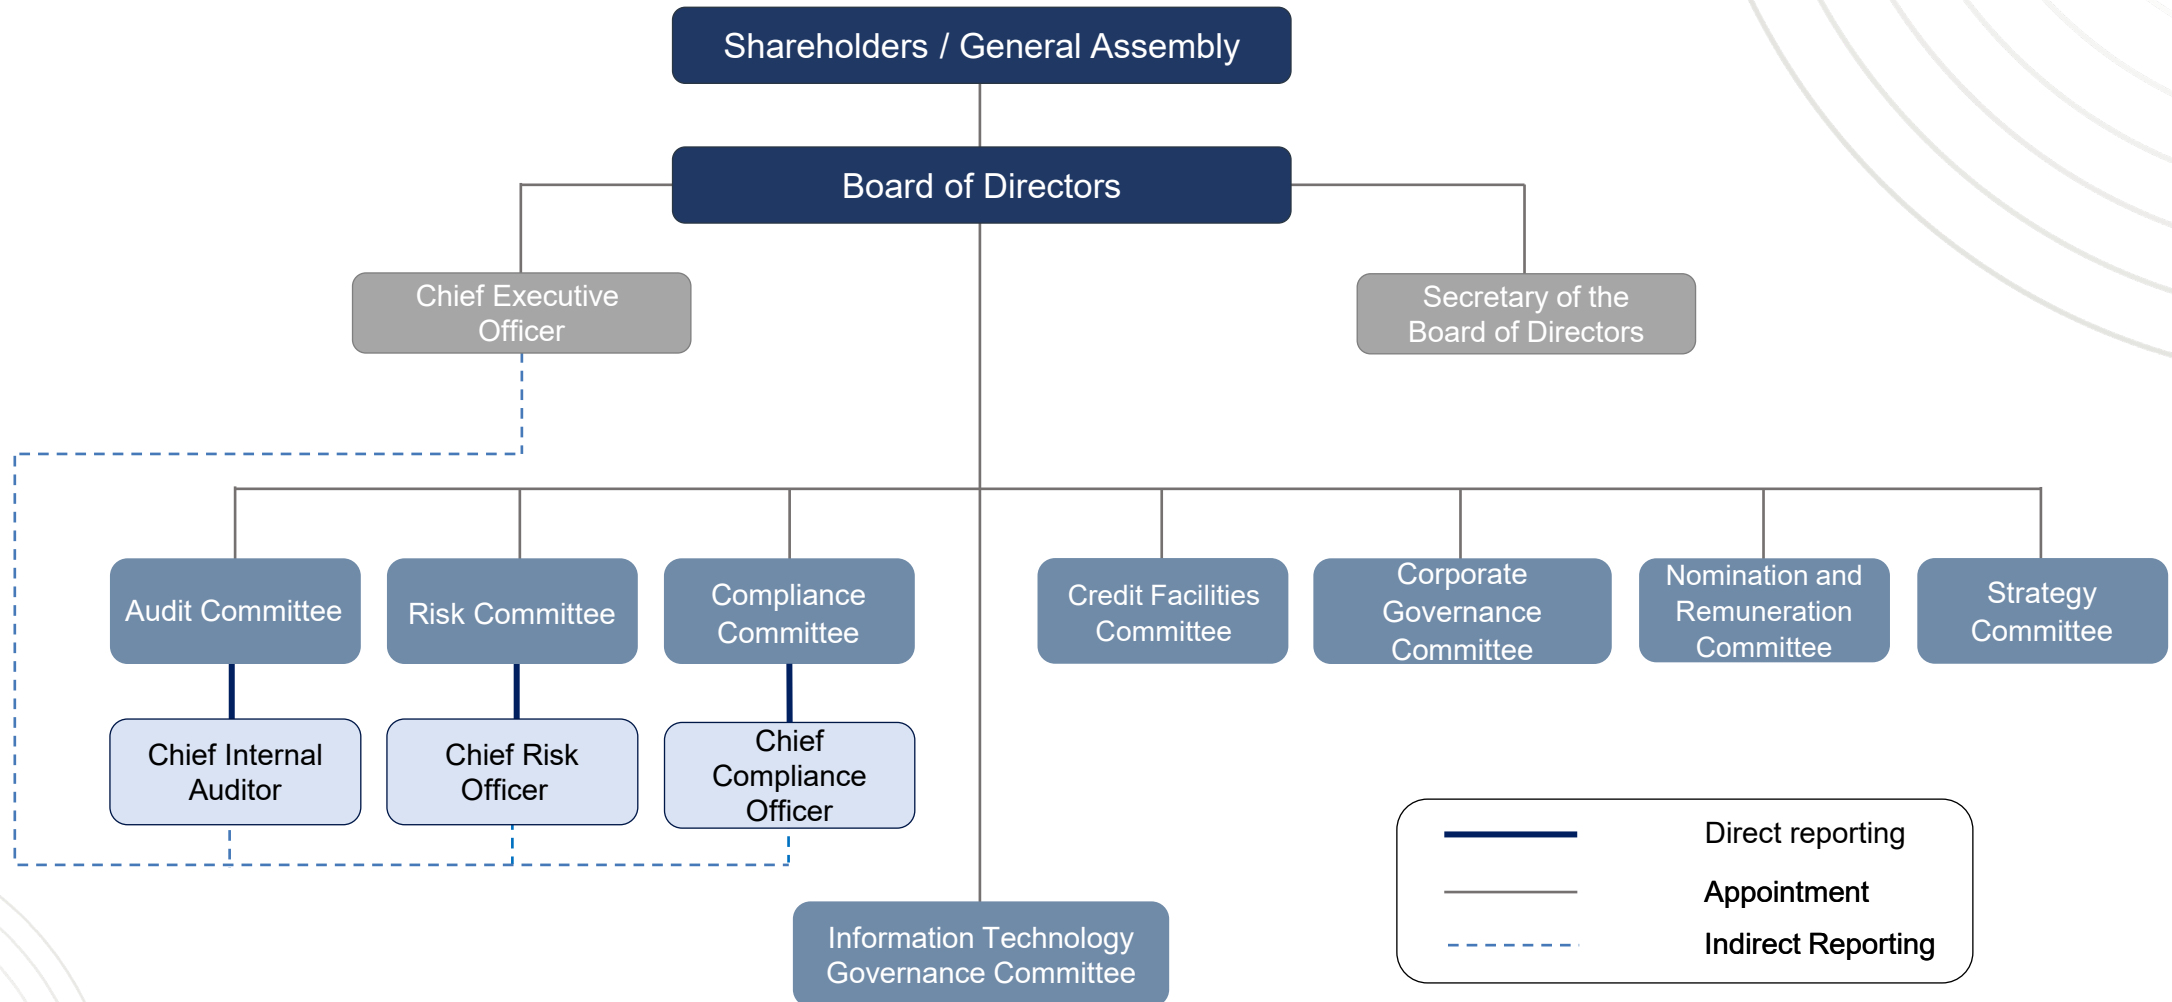 Shareholders / General Assembly
Board of Directors
Chief Executive
Officer
Secretary of the
Board of Directors
Audit Committee
Risk Committee
Compliance
Committee
Credit Facilities
Committee
Corporate
Governance
Committee
Nomination and
Remuneration
Committee
Strategy
Committee
Chief Internal
Auditor
Chief Risk
Officer
Chief
Compliance
Officer
Direct reporting
Appointment
Indirect Reporting
Information Technology
Governance Committee